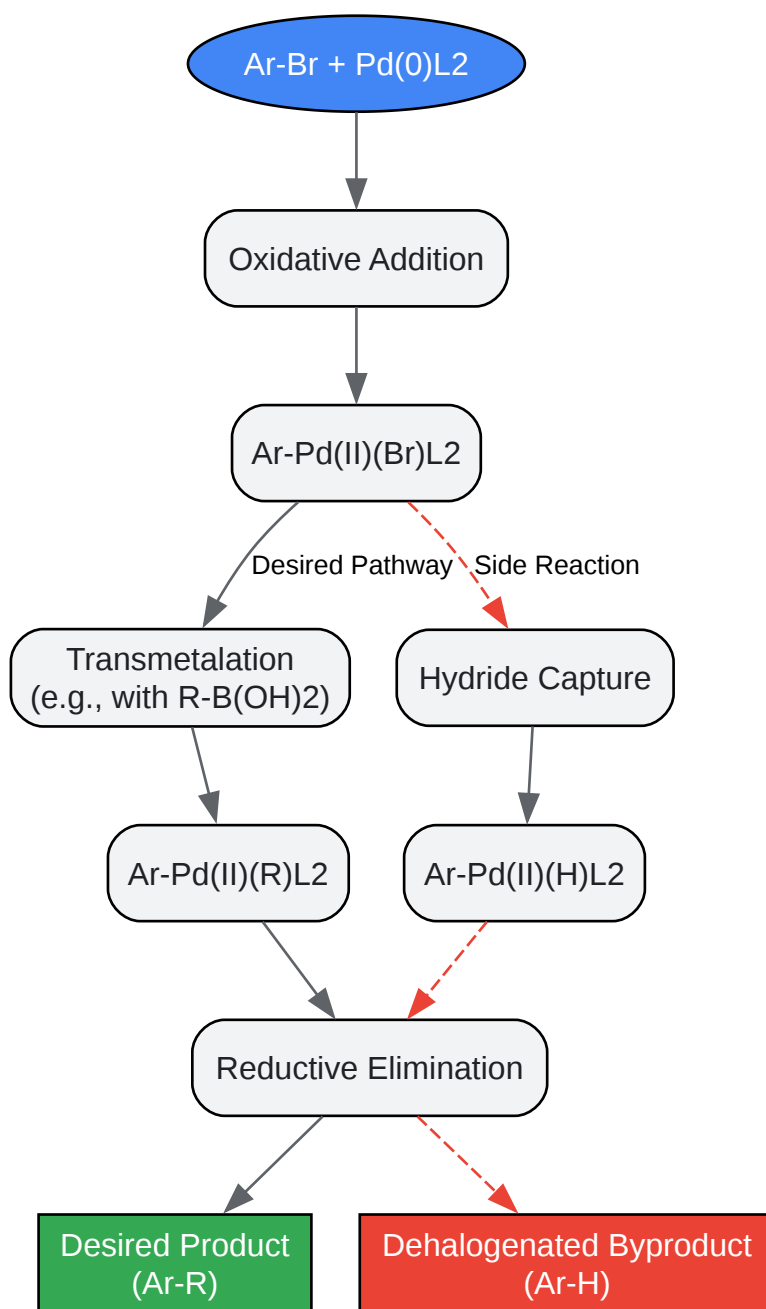 Ar-Br + Pd(0)L2
Oxidative Addition
Ar-Pd(II)(Br)L2
Desired Pathway
Side Reaction
Transmetalation
(e.g., with R-B(OH)2)
Hydride Capture
Ar-Pd(II)(R)L2
Ar-Pd(II)(H)L2
Reductive Elimination
Desired Product
(Ar-R)
Dehalogenated Byproduct
(Ar-H)